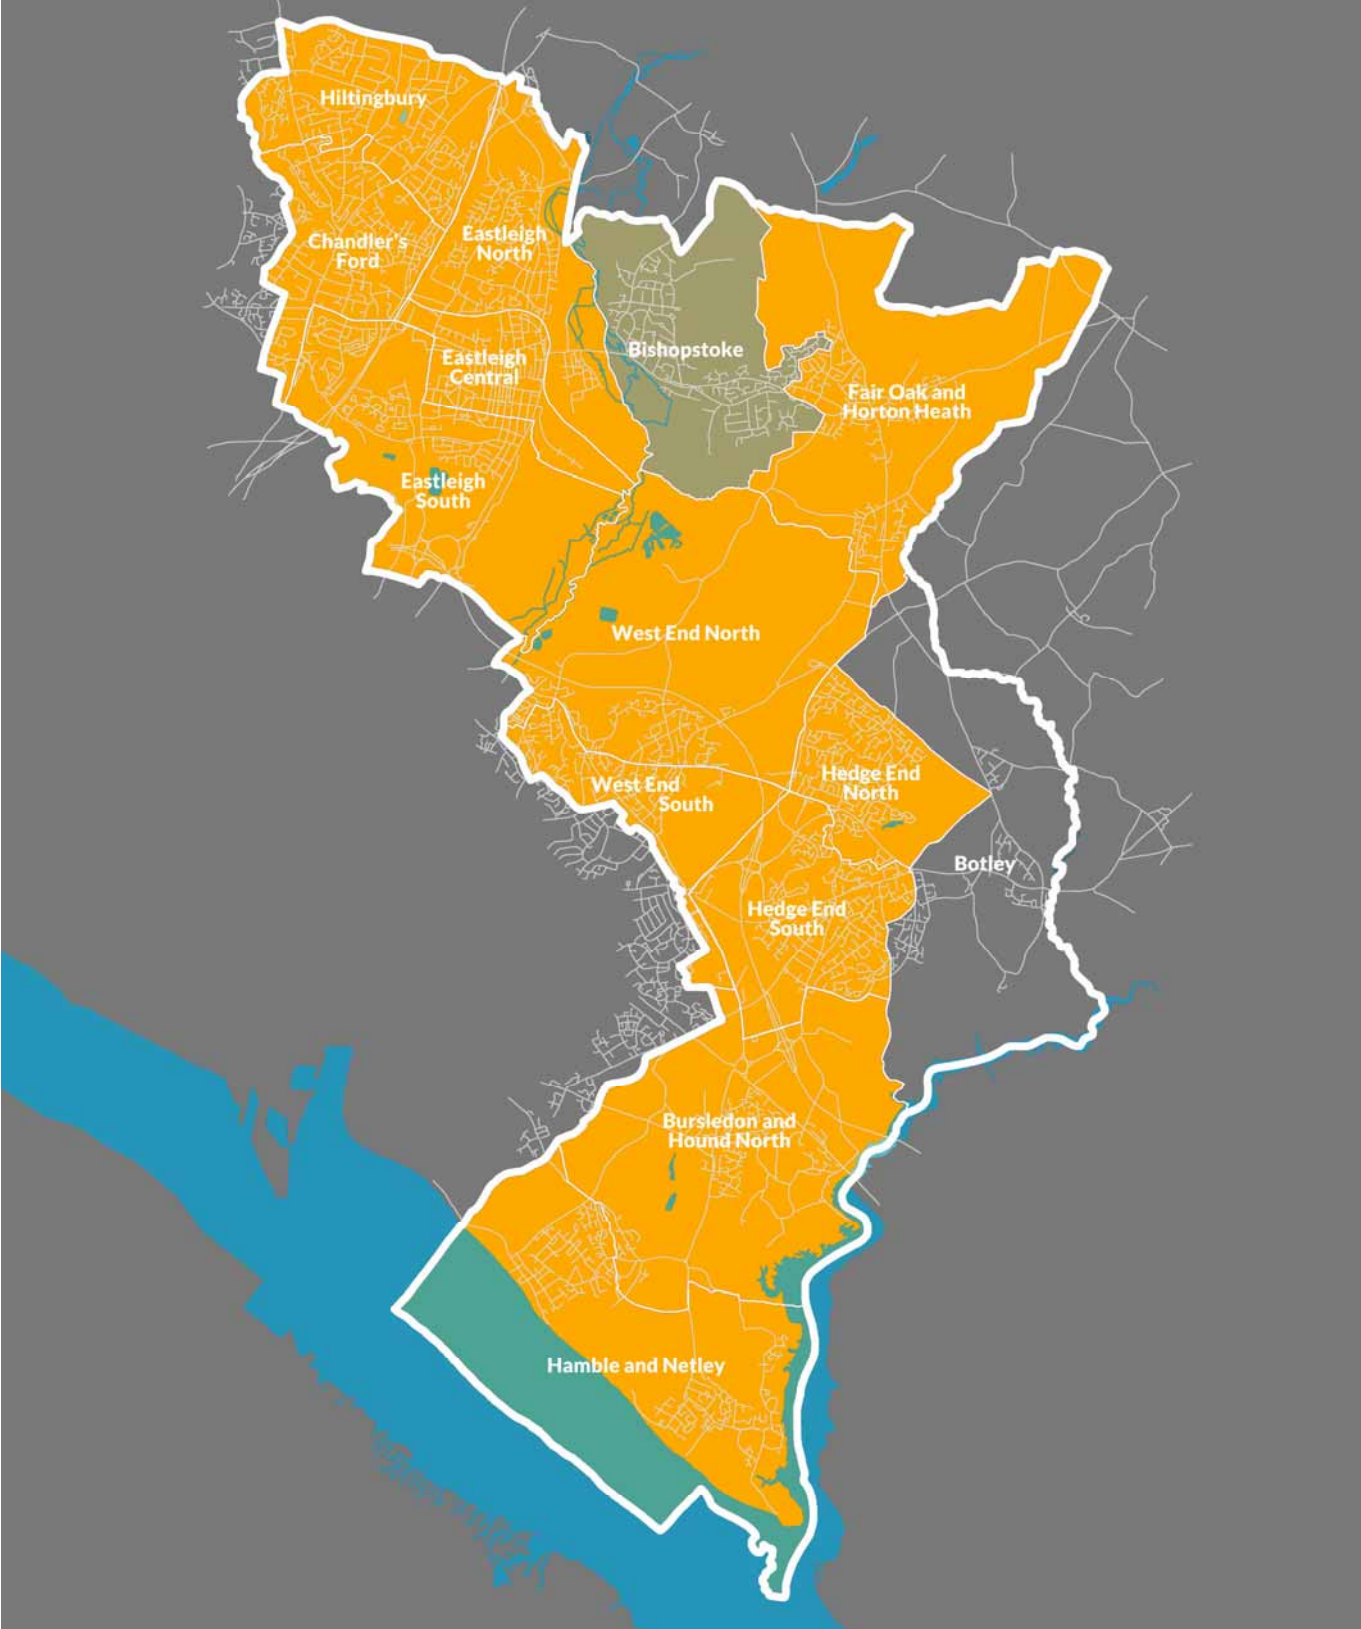 Hiltingbury
Chandler's
Ford
Eastleigh
North
Bishopstoke
Eastleigh
Central
Fair Oak and
Horton Heath
Eastleigh
South
West End North
Hedge End
North
West End
South
Botley
Hedge End
South
Bursledon and
Hound North
Hamble and Netley